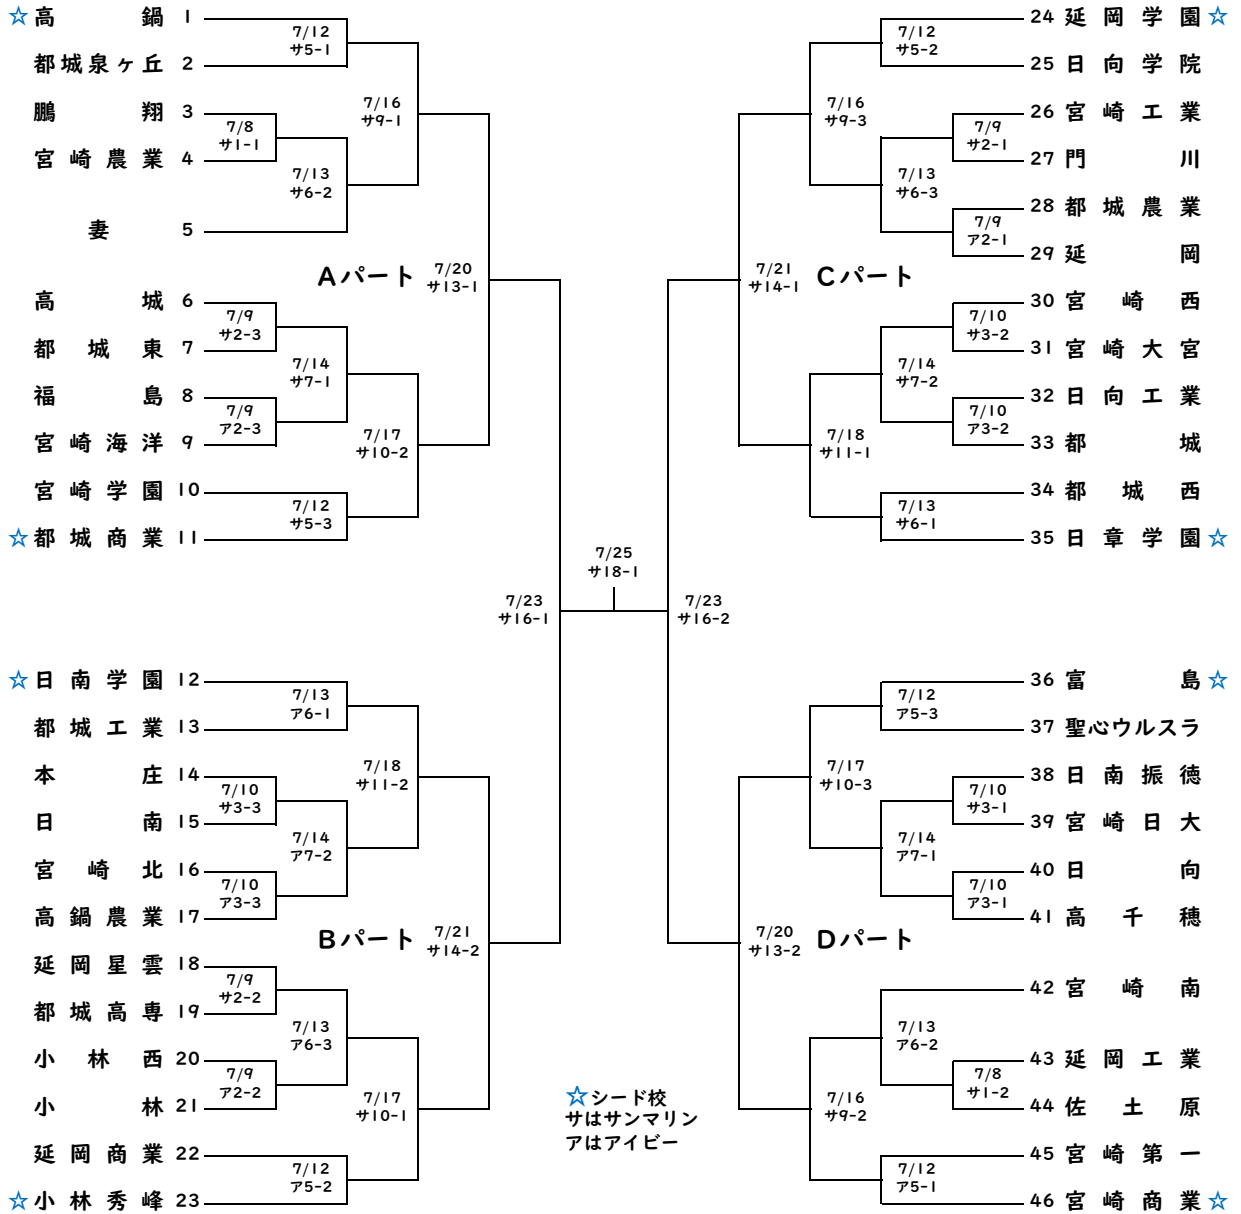 ☆高鍋 1
7/12
サ5-1
都城泉ヶ丘 2
7/16
サ9-1
鵬翔 3
7/8
サ1-1
宮崎農業 4
7/13
サ6-2
妻 5
Aパート
7/20
サ13-1
高城 6
7/9
サ2-3
都城東 7
7/14
サ7-1
福島 8
7/9
ア2-3
宮崎海洋 9
7/17
サ10-2
宮崎学園 10
7/12
サ5-3
☆都城商業 11
7/23
サ16-1
☆日南学園 12
7/13
ア6-1
都城工業 13
7/18
サ11-2
本庄 14
7/10
サ3-3
日南 15
7/14
ア7-2
宮崎北 16
7/10
ア3-3
高鍋農業 17
Bパート
7/21
サ14-2
延岡星雲 18
7/9
サ2-2
都城高専 19
7/13
ア6-3
小林西 20
7/9
ア2-2
小林 21
7/17
サ10-1
延岡商業 22
7/12
ア5-2
☆小林秀峰 23
7/25
サ18-1
24 延岡学園☆
7/12
サ5-2
25 日向学院
7/16
サ9-3
26 宮崎工業
7/9
サ2-1
27 門川
7/13
サ6-3
28 都城農業
7/9
ア2-1
29 延岡
7/21
サ14-1
Cパート
30 宮崎西
7/10
サ3-2
31 宮崎大宮
7/14
サ7-2
32 日向工業
7/10
ア3-2
33 都城
7/18
サ11-1
34 都城西
7/13
サ6-1
35 日章学園☆
7/23
サ16-2
36 富島☆
7/12
ア5-3
37 聖心ウルスラ
7/17
サ10-3
38 日南振徳
7/10
サ3-1
39 宮崎日大
7/14
ア7-1
40 日向
7/10
ア3-1
41 高千穂
7/20
サ13-2
Dパート
42 宮崎南
7/13
ア6-2
43 延岡工業
7/8
サ1-2
44 佐土原
7/16
サ9-2
45 宮崎第一
7/12
ア5-1
46 宮崎商業☆
☆シード校
サはサンマリン
アはアイビー